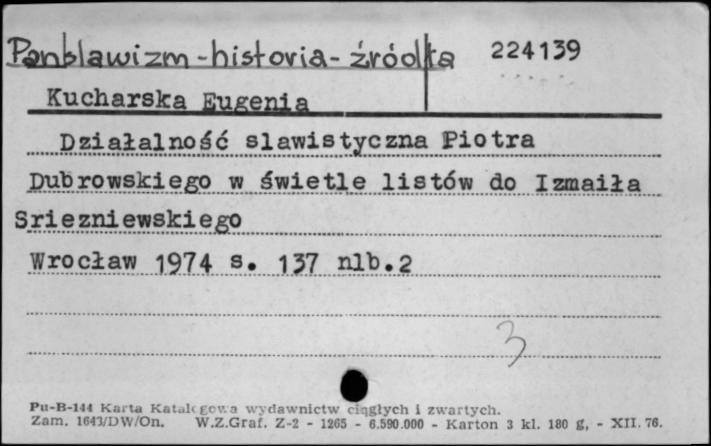 Panslawizm - historia - źródła 224139
Kucharska Eugenia
Działalność slawistyczna Piotra
Dubrowskiego w świetle listów do Izmaiła
Sriezniewskiego
Wrocław 1974 s. 137 nlb.2
3
Pu-B-144 Karta Katalogowa wydawnictw ciągłych i zwartych.
Zam. 1643/DW/On. W.Z.Graf. Z-2 - 1265 - 6.590.000 - Karton 3 kl. 180 g, - XII. 76.